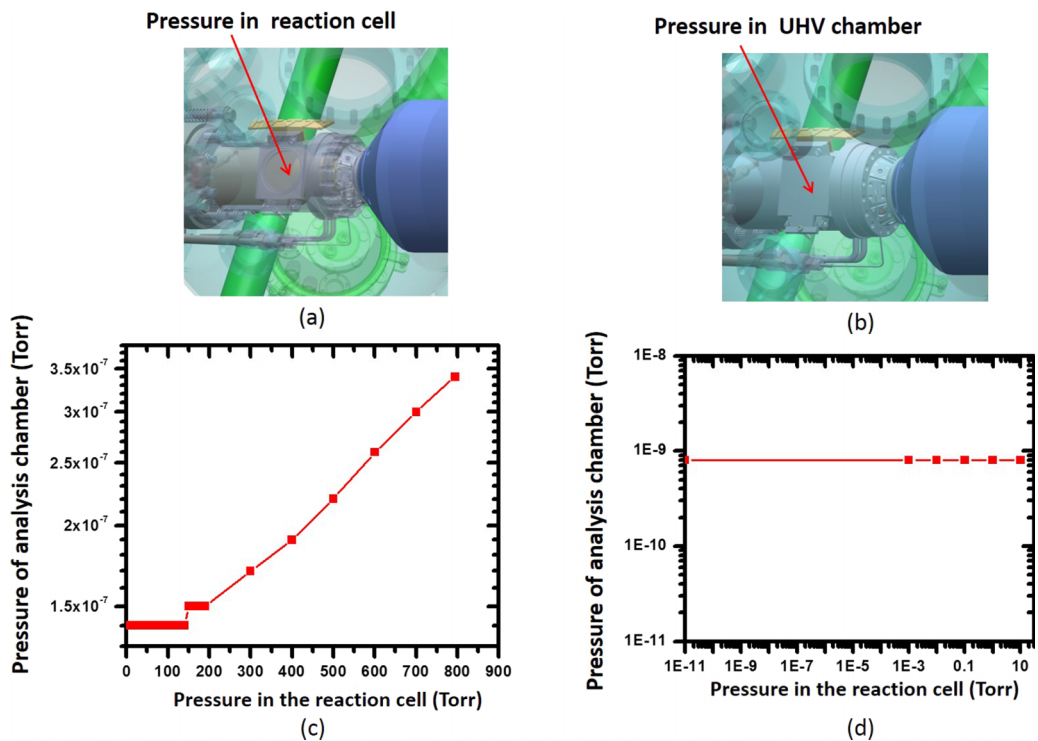 Pressure in reaction cell
Pressure in UHV chamber
(a)
(b)
Pressure of analysis chamber (Torr)
3.5x10⁻⁷
3x10⁻⁷
2.5x10⁻⁷
2x10⁻⁷
1.5x10⁻⁷
0 100 200 300 400 500 600 700 800 900
Pressure in the reaction cell (Torr)
(c)
Pressure of analysis chamber (Torr)
1E-8
1E-9
1E-10
1E-11
1E-11 1E-9 1E-7 1E-5 1E-3 0.1 10
Pressure in the reaction cell (Torr)
(d)